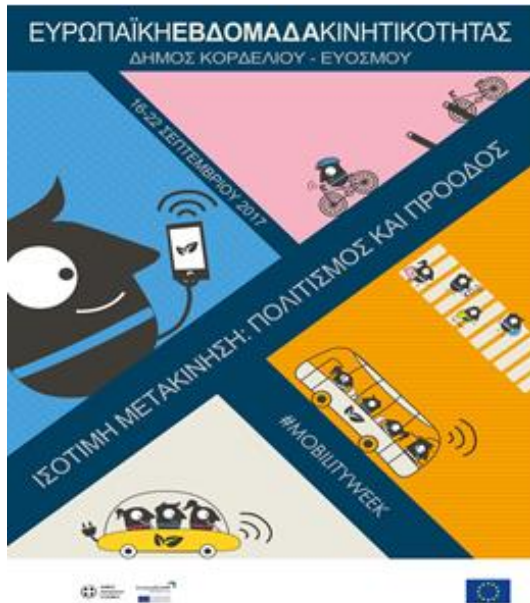 ΕΥΡΩΠΑΪΚΗΕΒΔΟΜΑΔΑΚΙΝΗΤΙΚΟΤΗΤΑΣ
ΔΗΜΟΣ ΚΟΡΔΕΛΙΟΥ - ΕΥΟΣΜΟΥ
16-22 ΣΕΠΤΕΜΒΡΙΟΥ 2017
ΙΣΟΤΙΜΗ ΜΕΤΑΚΙΝΗΣΗ: ΠΟΛΙΤΙΣΜΟΣ ΚΑΙ ΠΡΟΟΔΟΣ
#MOBILITYWEEK